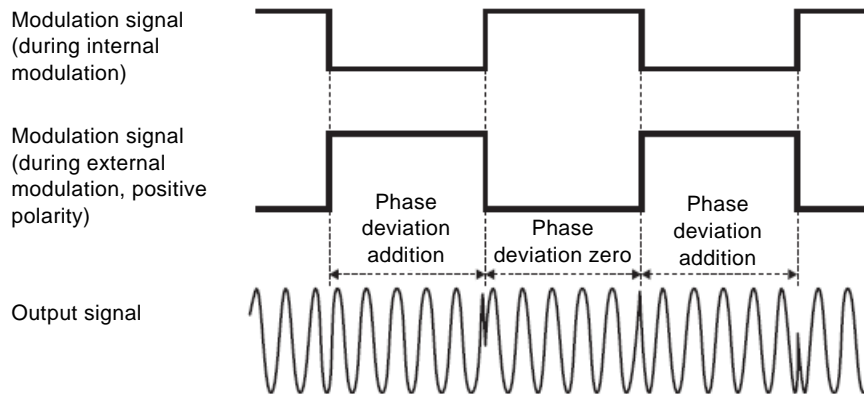 Modulation signal
(during internal
modulation)
Modulation signal
(during external
modulation, positive
polarity)
Phase
deviation
addition
Phase
deviation zero
Phase
deviation
addition
Output signal